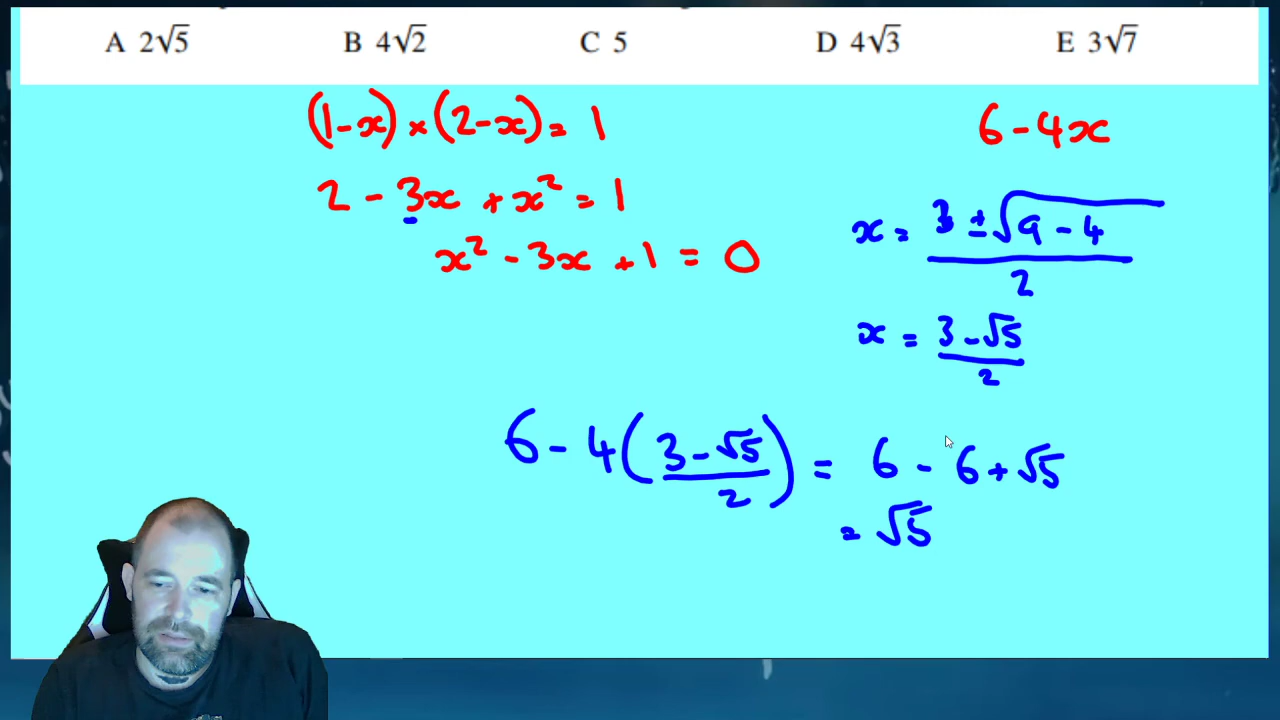 A 2√5 B 4√2 C 5 D 4√3 E 3√7
(1-x) × (2-x) = 1
2 - 3x + x² = 1
x² - 3x + 1 = 0
6 - 4x
x = (3 ± √(9 - 4))/2
x = (3 - √5)/2
6 - 4((3 - √5)/2) = 6 - 6 + √5
= √5